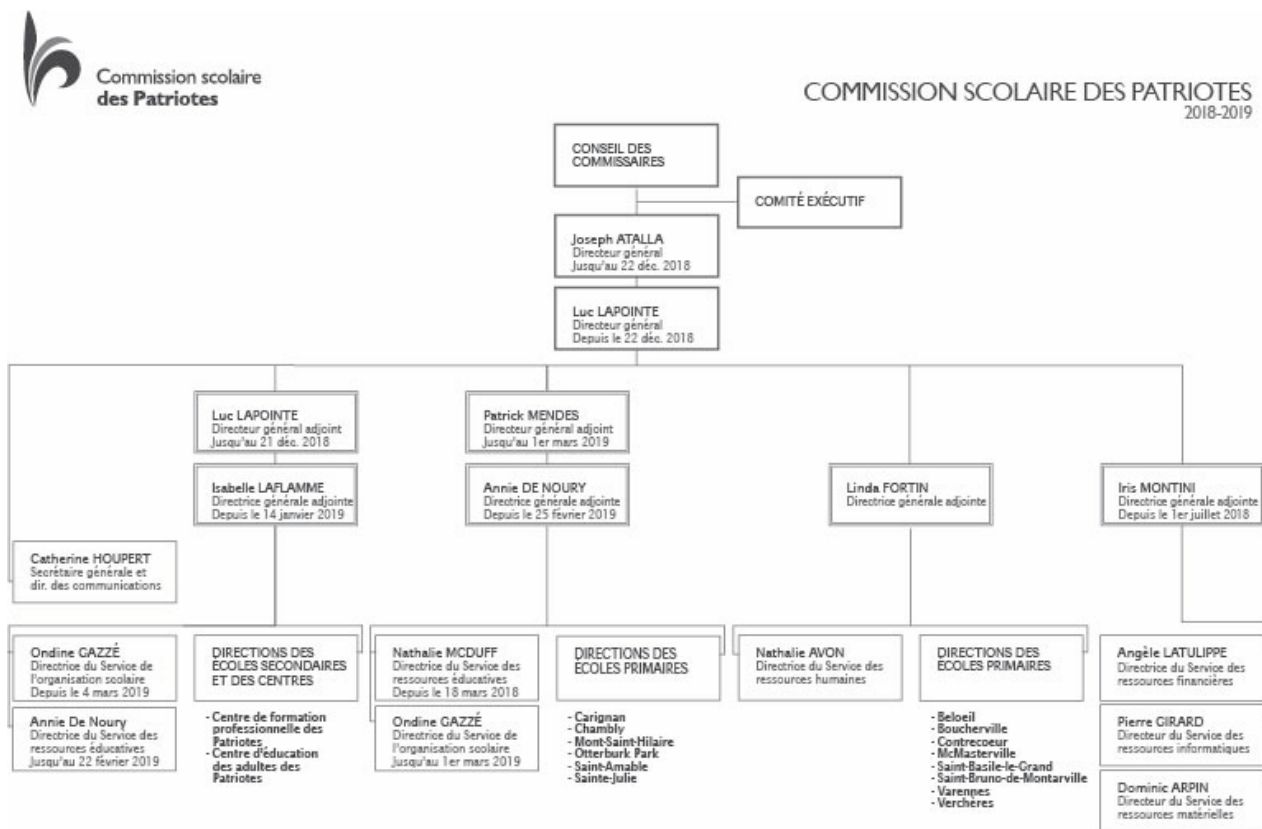 Commission scolaire
des Patriotes
COMMISSION SCOLAIRE DES PATRIOTES
2018-2019
CONSEIL DES
COMMISSAIRES
COMITÉ EXÉCUTIF
Joseph ATALLA
Directeur général
Jusqu'au 22 déc. 2018
Luc LAPOINTE
Directeur général
Depuis le 22 déc. 2018
Luc LAPOINTE
Directeur général adjoint
Jusqu'au 21 déc. 2018
Patrick MENDES
Directeur général adjoint
Jusqu'au 1er mars 2019
Isabelle LAFLAMME
Directrice générale adjointe
Depuis le 14 janvier 2019
Annie DE NOURY
Directrice générale adjointe
Depuis le 25 février 2019
Linda FORTIN
Directrice générale adjointe
Iris MONTINI
Directrice générale adjointe
Depuis le 1er juillet 2018
Catherine HOUPERT
Secrétaire générale et
dir. des communications
Ondine GAZZÉ
Directrice du Service de
l'organisation scolaire
Depuis le 4 mars 2019
Annie De Noury
Directrice du Service des
ressources éducatives
Jusqu'au 22 février 2019
DIRECTIONS DES
ÉCOLES SECONDAIRES
ET DES CENTRES
- Centre de formation
professionnelle des
Patriotes
- Centre d'éducation
des adultes des
Patriotes
Nathalie MCDUFF
Directrice du Service des
ressources éducatives
Depuis le 18 mars 2018
Ondine GAZZÉ
Directrice du Service de
l'organisation scolaire
Jusqu'au 1er mars 2019
DIRECTIONS DES
ÉCOLES PRIMAIRES
- Carignan
- Chambly
- Mont-Saint-Hilaire
- Otterburk Park
- Saint-Amable
- Sainte-Julie
Nathalie AVON
Directrice du Service des
ressources humaines
DIRECTIONS DES
ÉCOLES PRIMAIRES
- Beloeil
- Boucherville
- Contrecoeur
- McMasterville
- Saint-Basile-le-Grand
- Saint-Bruno-de-Montarville
- Varennes
- Verchères
Angèle LATULIPPE
Directrice du Service des
ressources financières
Pierre GIRARD
Directeur du Service des
ressources informatiques
Dominic ARPIN
Directeur du Service des
ressources matérielles